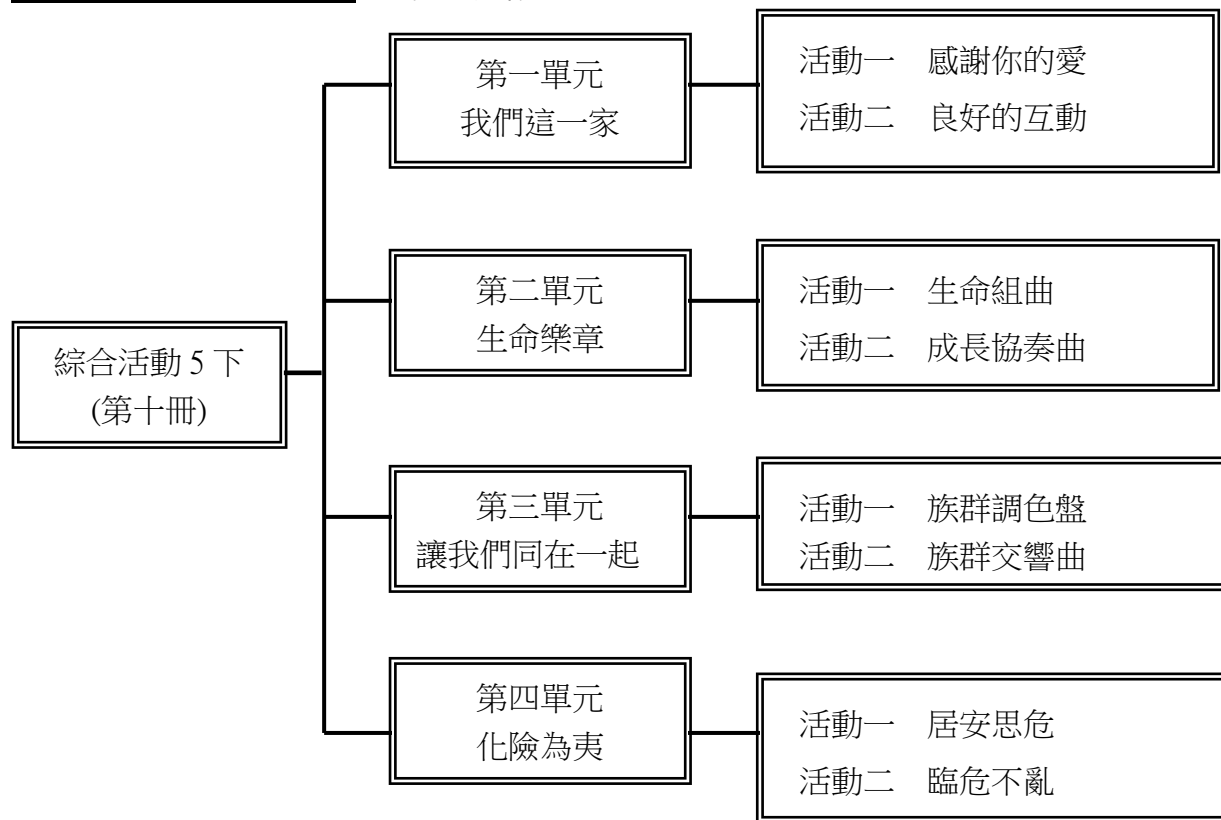 第一單元
我們這一家
活動一　感謝你的愛
活動二　良好的互動
第二單元
生命樂章
活動一　生命組曲
活動二　成長協奏曲
綜合活動 5 下
(第十冊)
第三單元
讓我們同在一起
活動一　族群調色盤
活動二　族群交響曲
第四單元
化險為夷
活動一　居安思危
活動二　臨危不亂